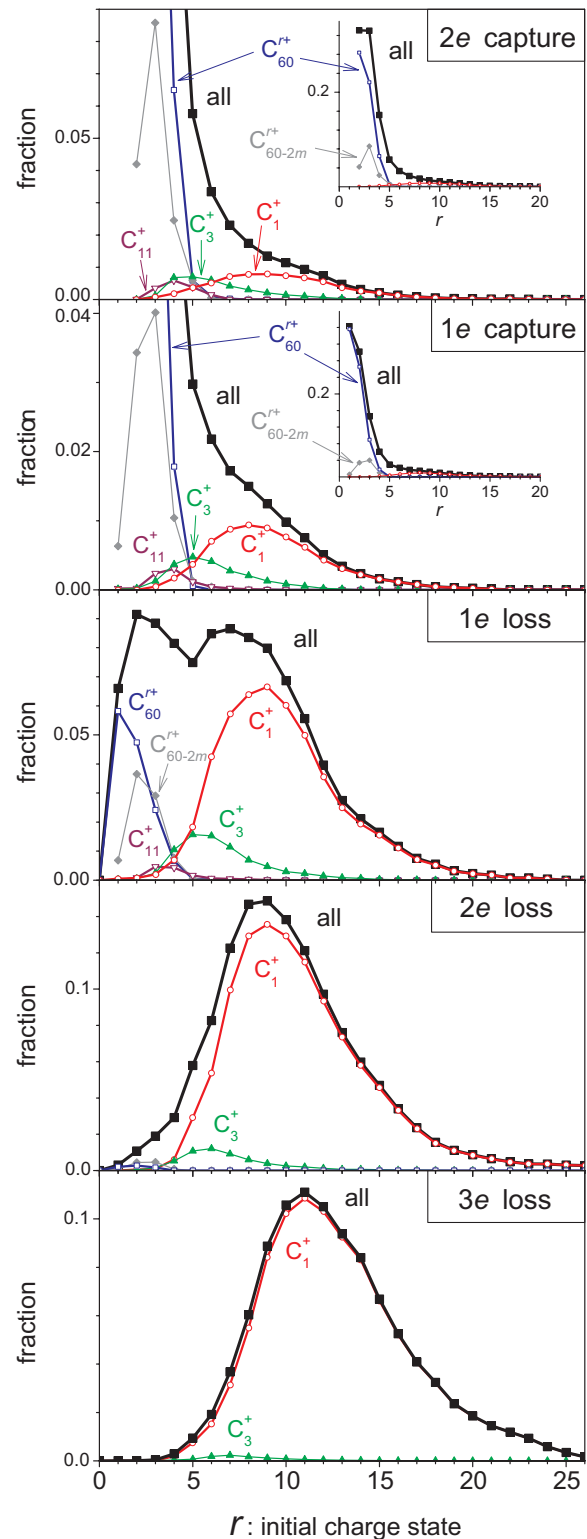 2e capture
fraction
0.05
0.00
C₆₀ʳ⁺
all
C₁₁⁺
C₃⁺
C₁⁺
all
0.2
C₆₀₋₂ₘʳ⁺
0 5 10 15 20
r
1e capture
0.04
0.02
0.00
C₆₀ʳ⁺
all
C₁₁⁺
C₃⁺
C₁⁺
all
0.2
C₆₀₋₂ₘʳ⁺
0 5 10 15 20
r
1e loss
fraction
0.05
0.00
all
C₆₀ʳ⁺
C₆₀₋₂ₘʳ⁺
C₁₁⁺
C₃⁺
C₁⁺
2e loss
fraction
0.1
0.0
all
C₁⁺
C₃⁺
3e loss
fraction
0.1
0.0
all
C₁⁺
C₃⁺
0 5 10 15 20 25
r : initial charge state